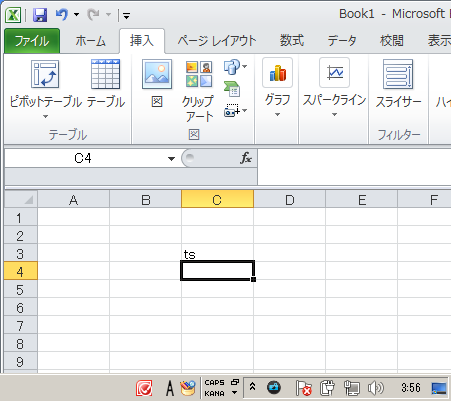 Book1 - Microsoft
ファイル ホーム 挿入 ページ レイアウト 数式 データ 校閲 表示
ピボットテーブル テーブル クリップ アート グラフ スパークライン スライサー ハイ
テーブル フィルター
C4 fx
A B C D E F
1
2
3 ts
4
5
6
7
8
9
A CAPS KANA 3:56